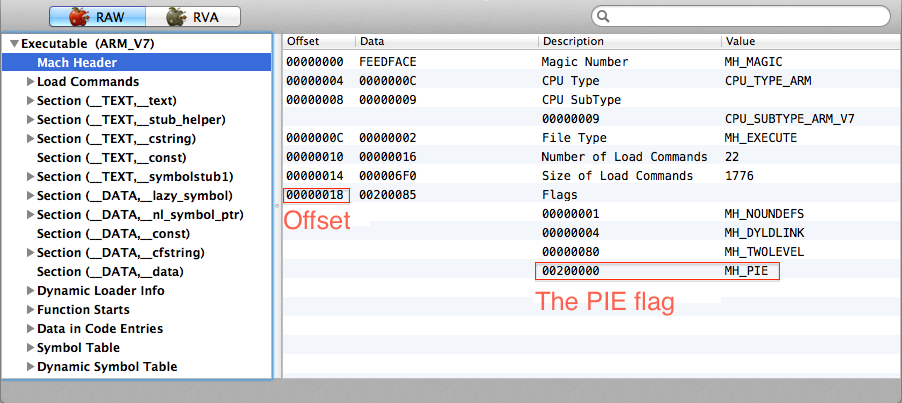 RAW RVA
Executable (ARM_V7)
Mach Header
Load Commands
Section (__TEXT,__text)
Section (__TEXT,__stub_helper)
Section (__TEXT,__cstring)
Section (__TEXT,__const)
Section (__TEXT,__symbolstub1)
Section (__DATA,__lazy_symbol)
Section (__DATA,__nl_symbol_ptr)
Section (__DATA,__const)
Section (__DATA,__cfstring)
Section (__DATA,__data)
Dynamic Loader Info
Function Starts
Data in Code Entries
Symbol Table
Dynamic Symbol Table
Offset Data Description Value
00000000 FEEDFACE Magic Number MH_MAGIC
00000004 0000000C CPU Type CPU_TYPE_ARM
00000008 00000009 CPU SubType
00000009 CPU_SUBTYPE_ARM_V7
0000000C 00000002 File Type MH_EXECUTE
00000010 00000016 Number of Load Commands 22
00000014 000006F0 Size of Load Commands 1776
00000018 00200085 Flags
Offset
00000001 MH_NOUNDEFS
00000004 MH_DYLDLINK
00000080 MH_TWOLEVEL
00200000 MH_PIE
The PIE flag